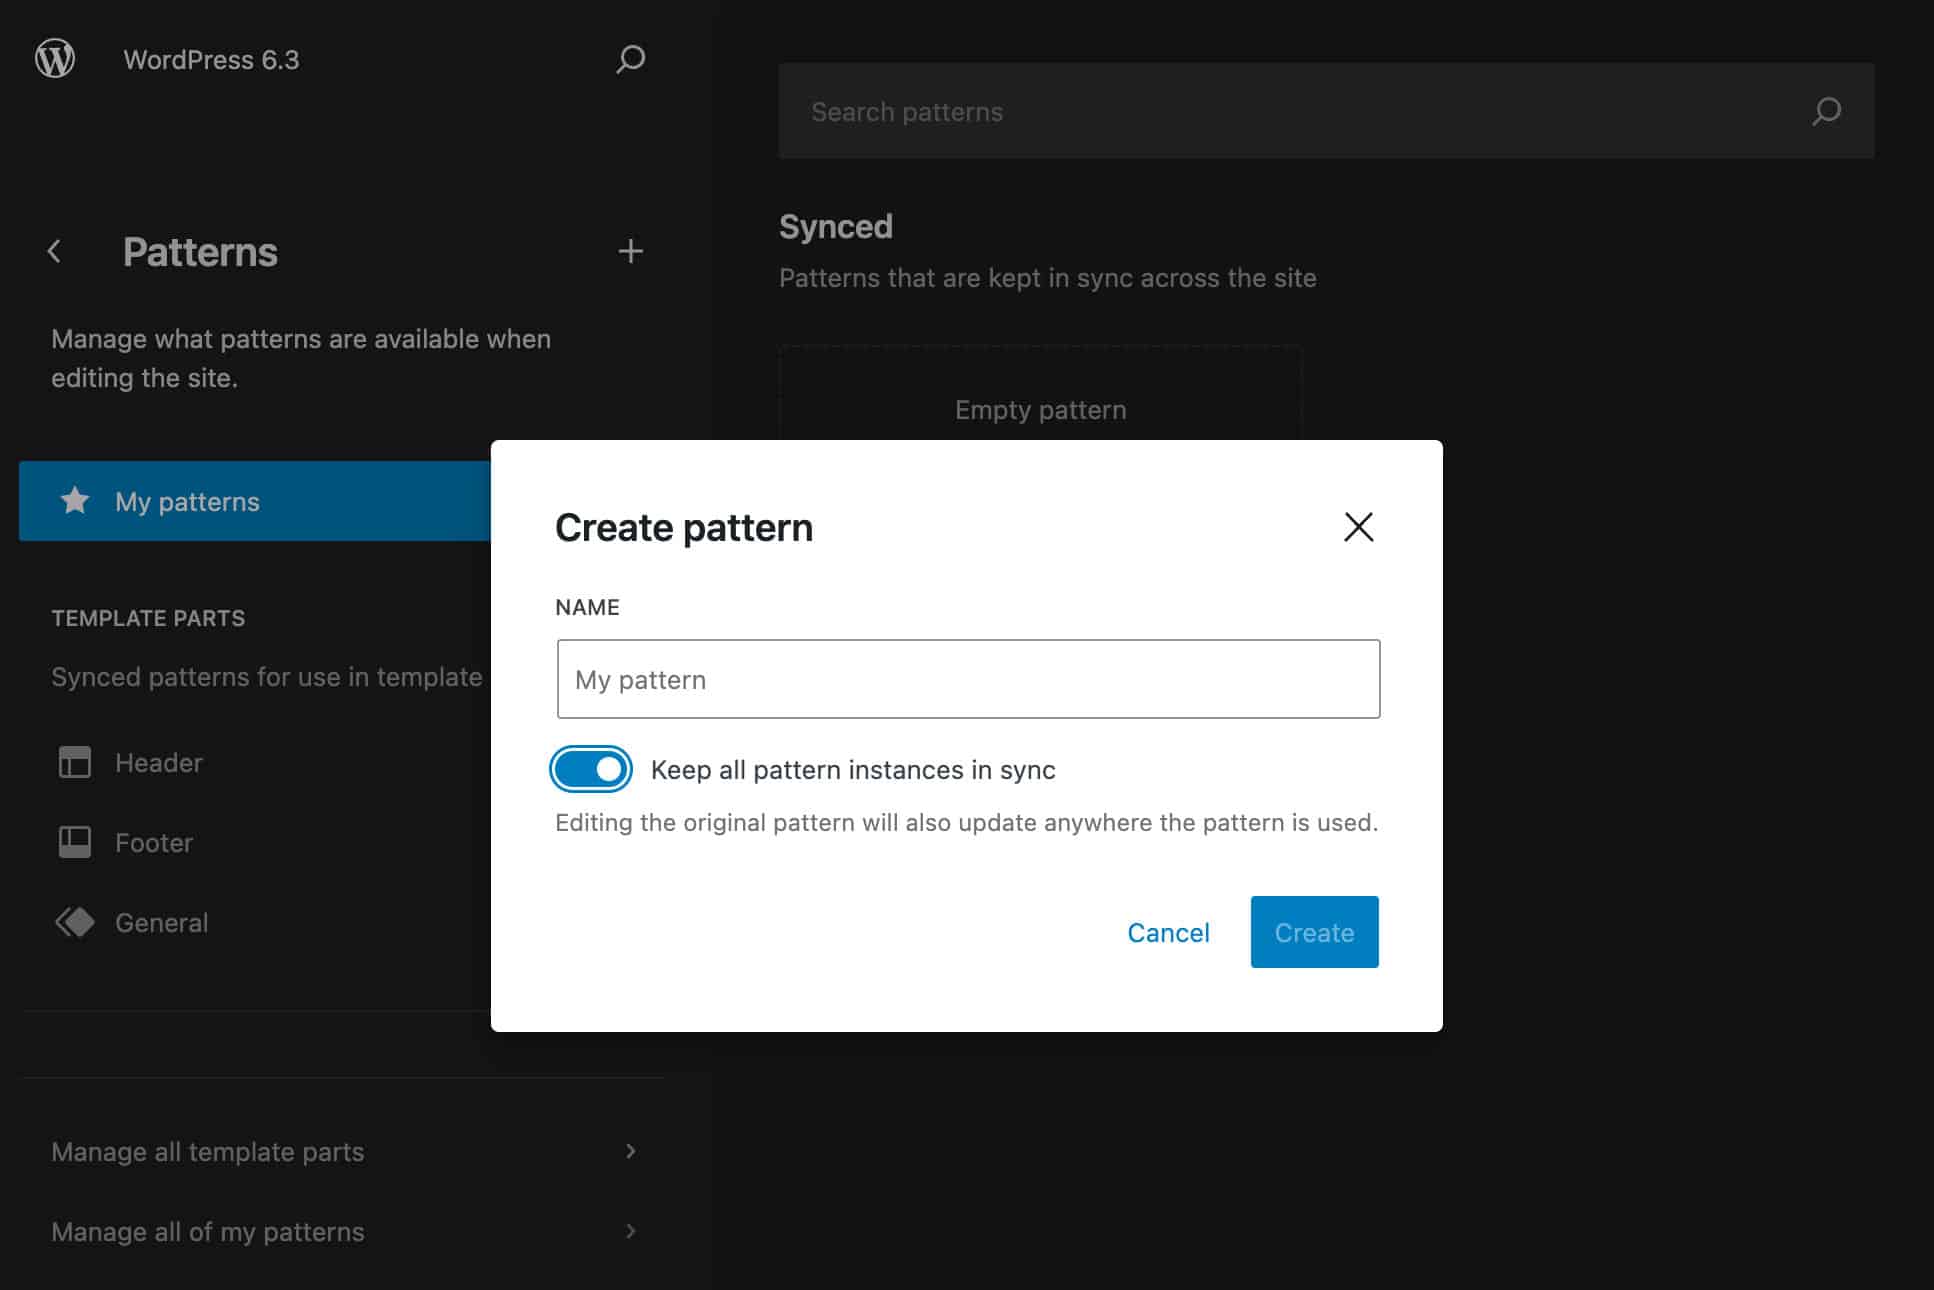 WordPress 6.3
Patterns
Manage what patterns are available when
editing the site.
My patterns
TEMPLATE PARTS
Synced patterns for use in template
Header
Footer
General
Manage all template parts
Manage all of my patterns
Search patterns
Synced
Patterns that are kept in sync across the site
Empty pattern
Create pattern
NAME
My pattern
Keep all pattern instances in sync
Editing the original pattern will also update anywhere the pattern is used.
Cancel
Create